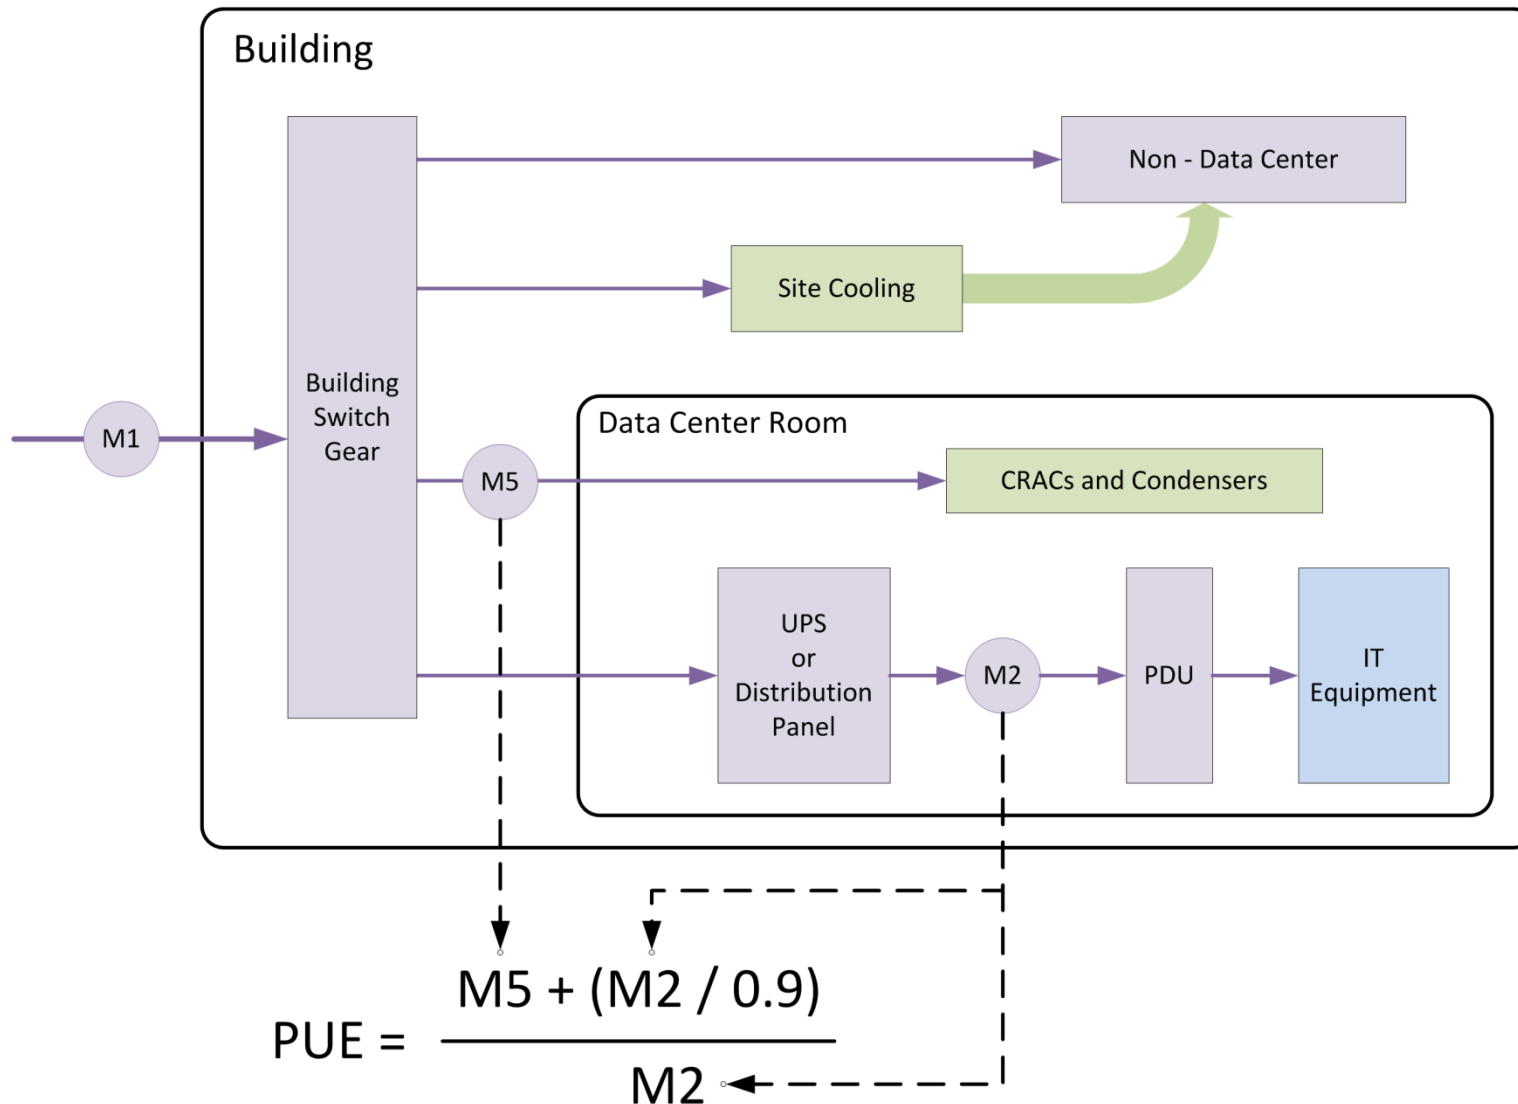 Building
Non - Data Center
Site Cooling
Building
Switch
Gear
M1
Data Center Room
M5
CRACs and Condensers
UPS
or
Distribution
Panel
M2
PDU
IT
Equipment
M5 + (M2 / 0.9)
PUE =
M2